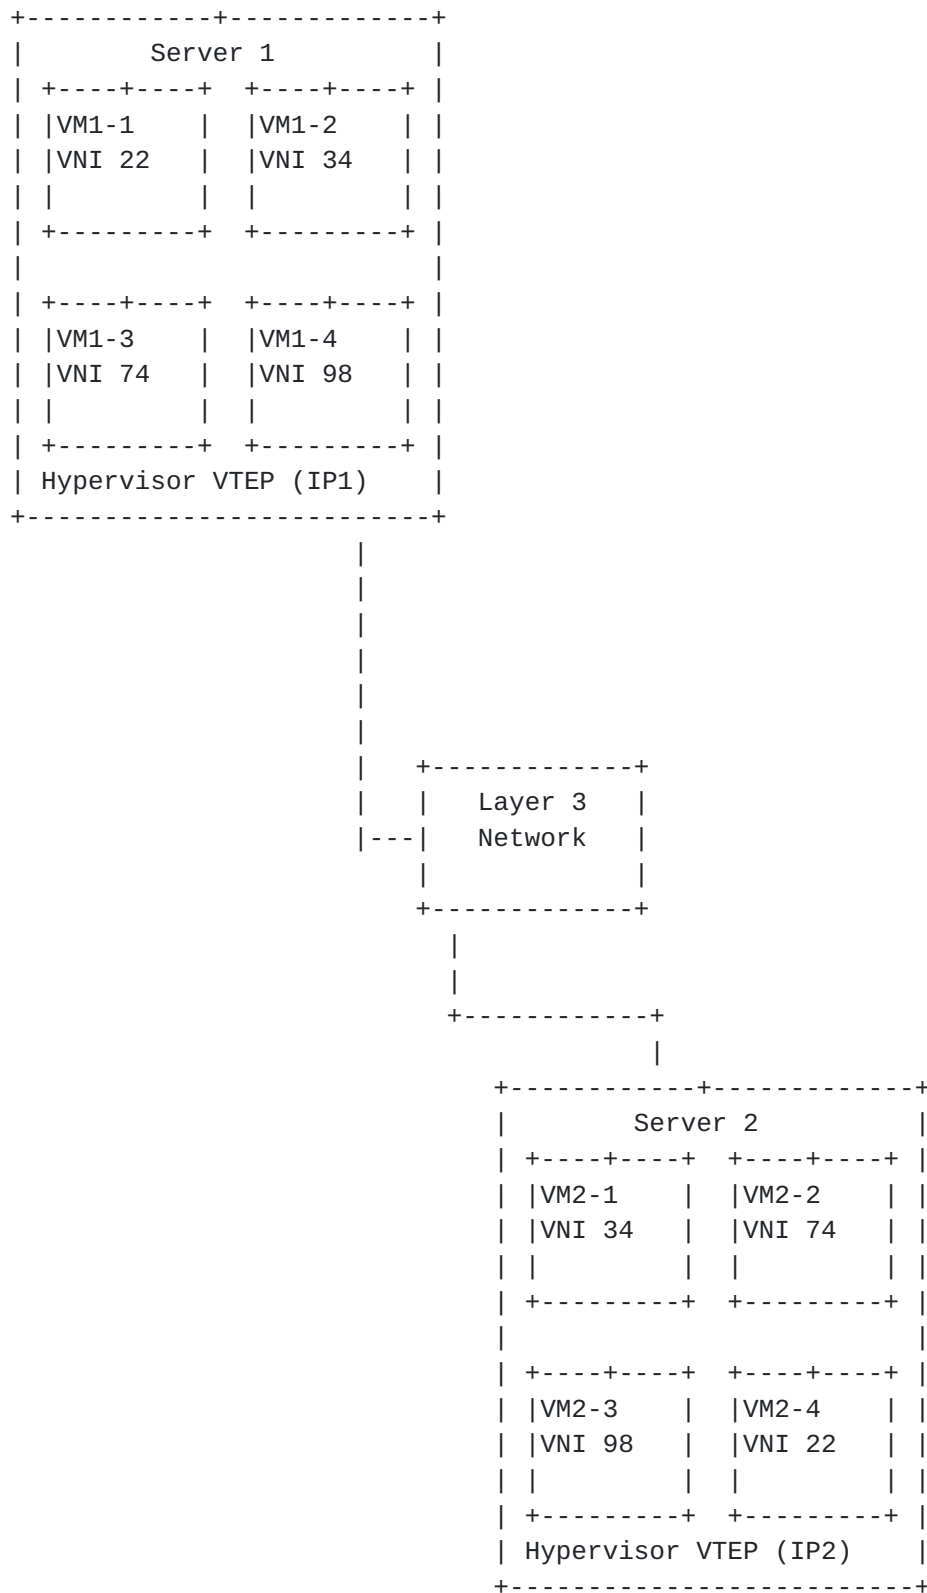 Server 1
VM1-1 VM1-2
VNI 22 VNI 34
VM1-3 VM1-4
VNI 74 VNI 98
Hypervisor VTEP (IP1)
Layer 3
Network
Server 2
VM2-1 VM2-2
VNI 34 VNI 74
VM2-3 VM2-4
VNI 98 VNI 22
Hypervisor VTEP (IP2)